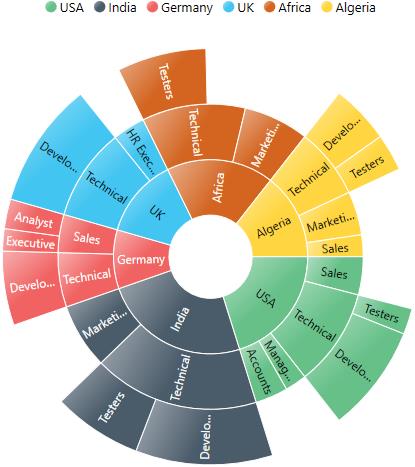 USA India Germany UK Africa Algeria
Testers
Technical
Marketi...
Africa
Develo...
Testers
Technical
Marketi...
Sales
Algeria
Sales
Testers
Technical
Develo...
Manag...
Accounts
USA
India
Technical
Develo...
Testers
Marketi...
Germany
Technical
Develo...
Sales
Executive
Analyst
UK
Technical
Develo...
HR Exec...